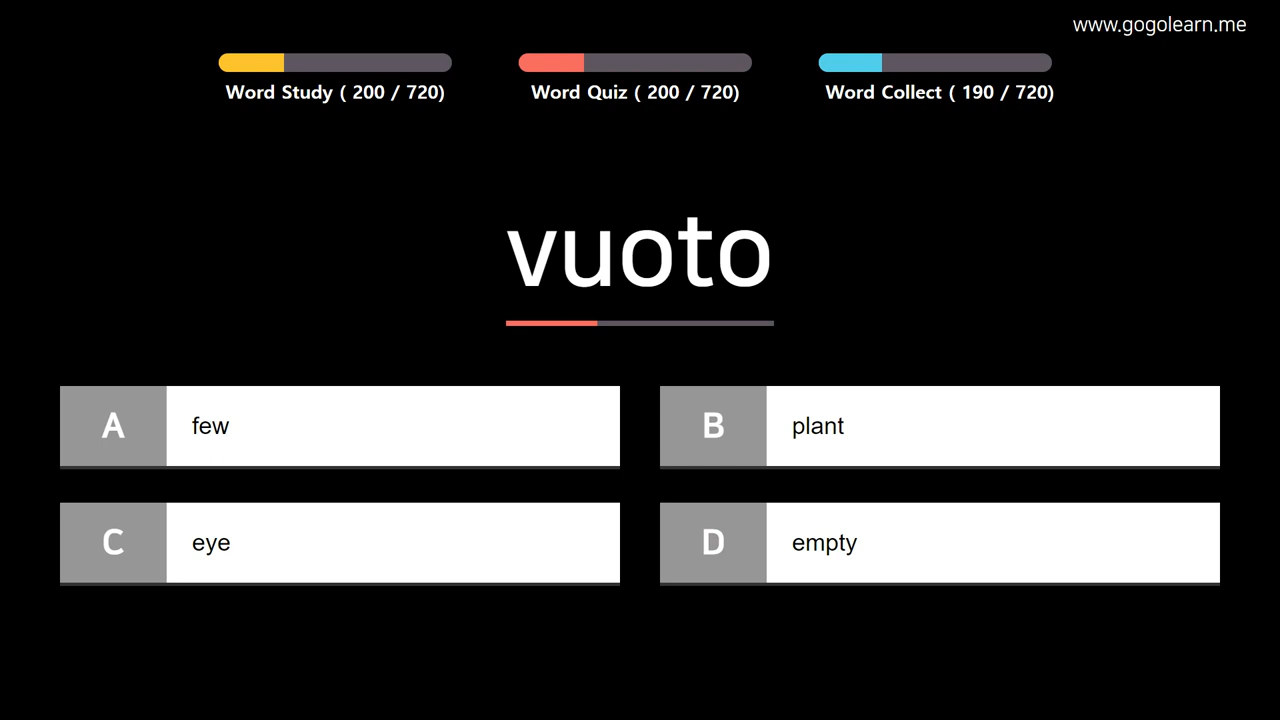 www.gogolearn.me
Word Study ( 200 / 720)
Word Quiz ( 200 / 720)
Word Collect ( 190 / 720)
vuoto
A few
B plant
C eye
D empty